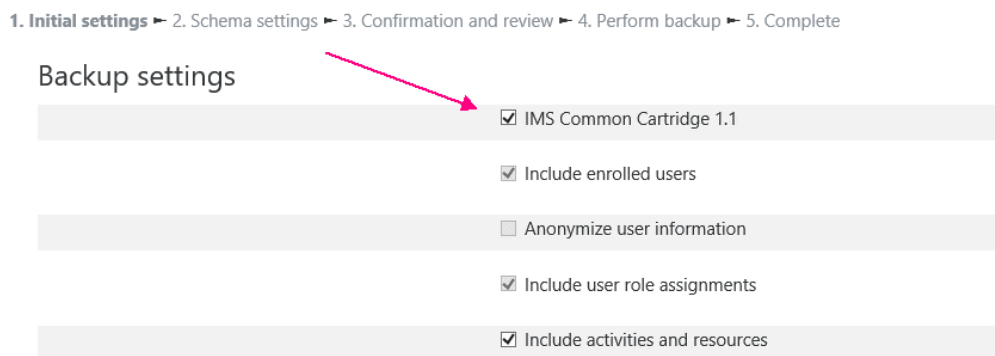 1. Initial settings ► 2. Schema settings ► 3. Confirmation and review ► 4. Perform backup ► 5. Complete
Backup settings
IMS Common Cartridge 1.1
Include enrolled users
Anonymize user information
Include user role assignments
Include activities and resources